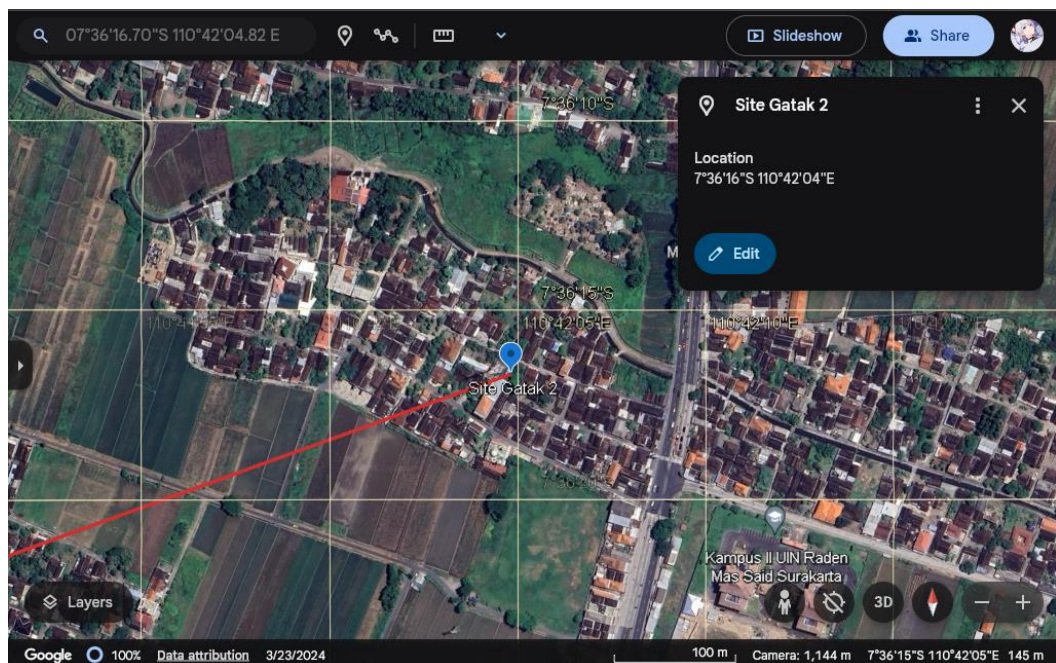 07°36'16.70"S 110°42'04.82 E
Slideshow
Share
Site Gatak 2
Location
7°36'16"S 110°42'04"E
Edit
7°36'10"S
M
7°36'15"S
110°42'05"E
110°42'10"E
Site Gatak 2
Kampus II UIN Raden
Mas Said Surakarta
Layers
3D
Google
100%
Data attribution
3/23/2024
100 m
Camera: 1,144 m
7°36'15"S 110°42'05"E
145 m